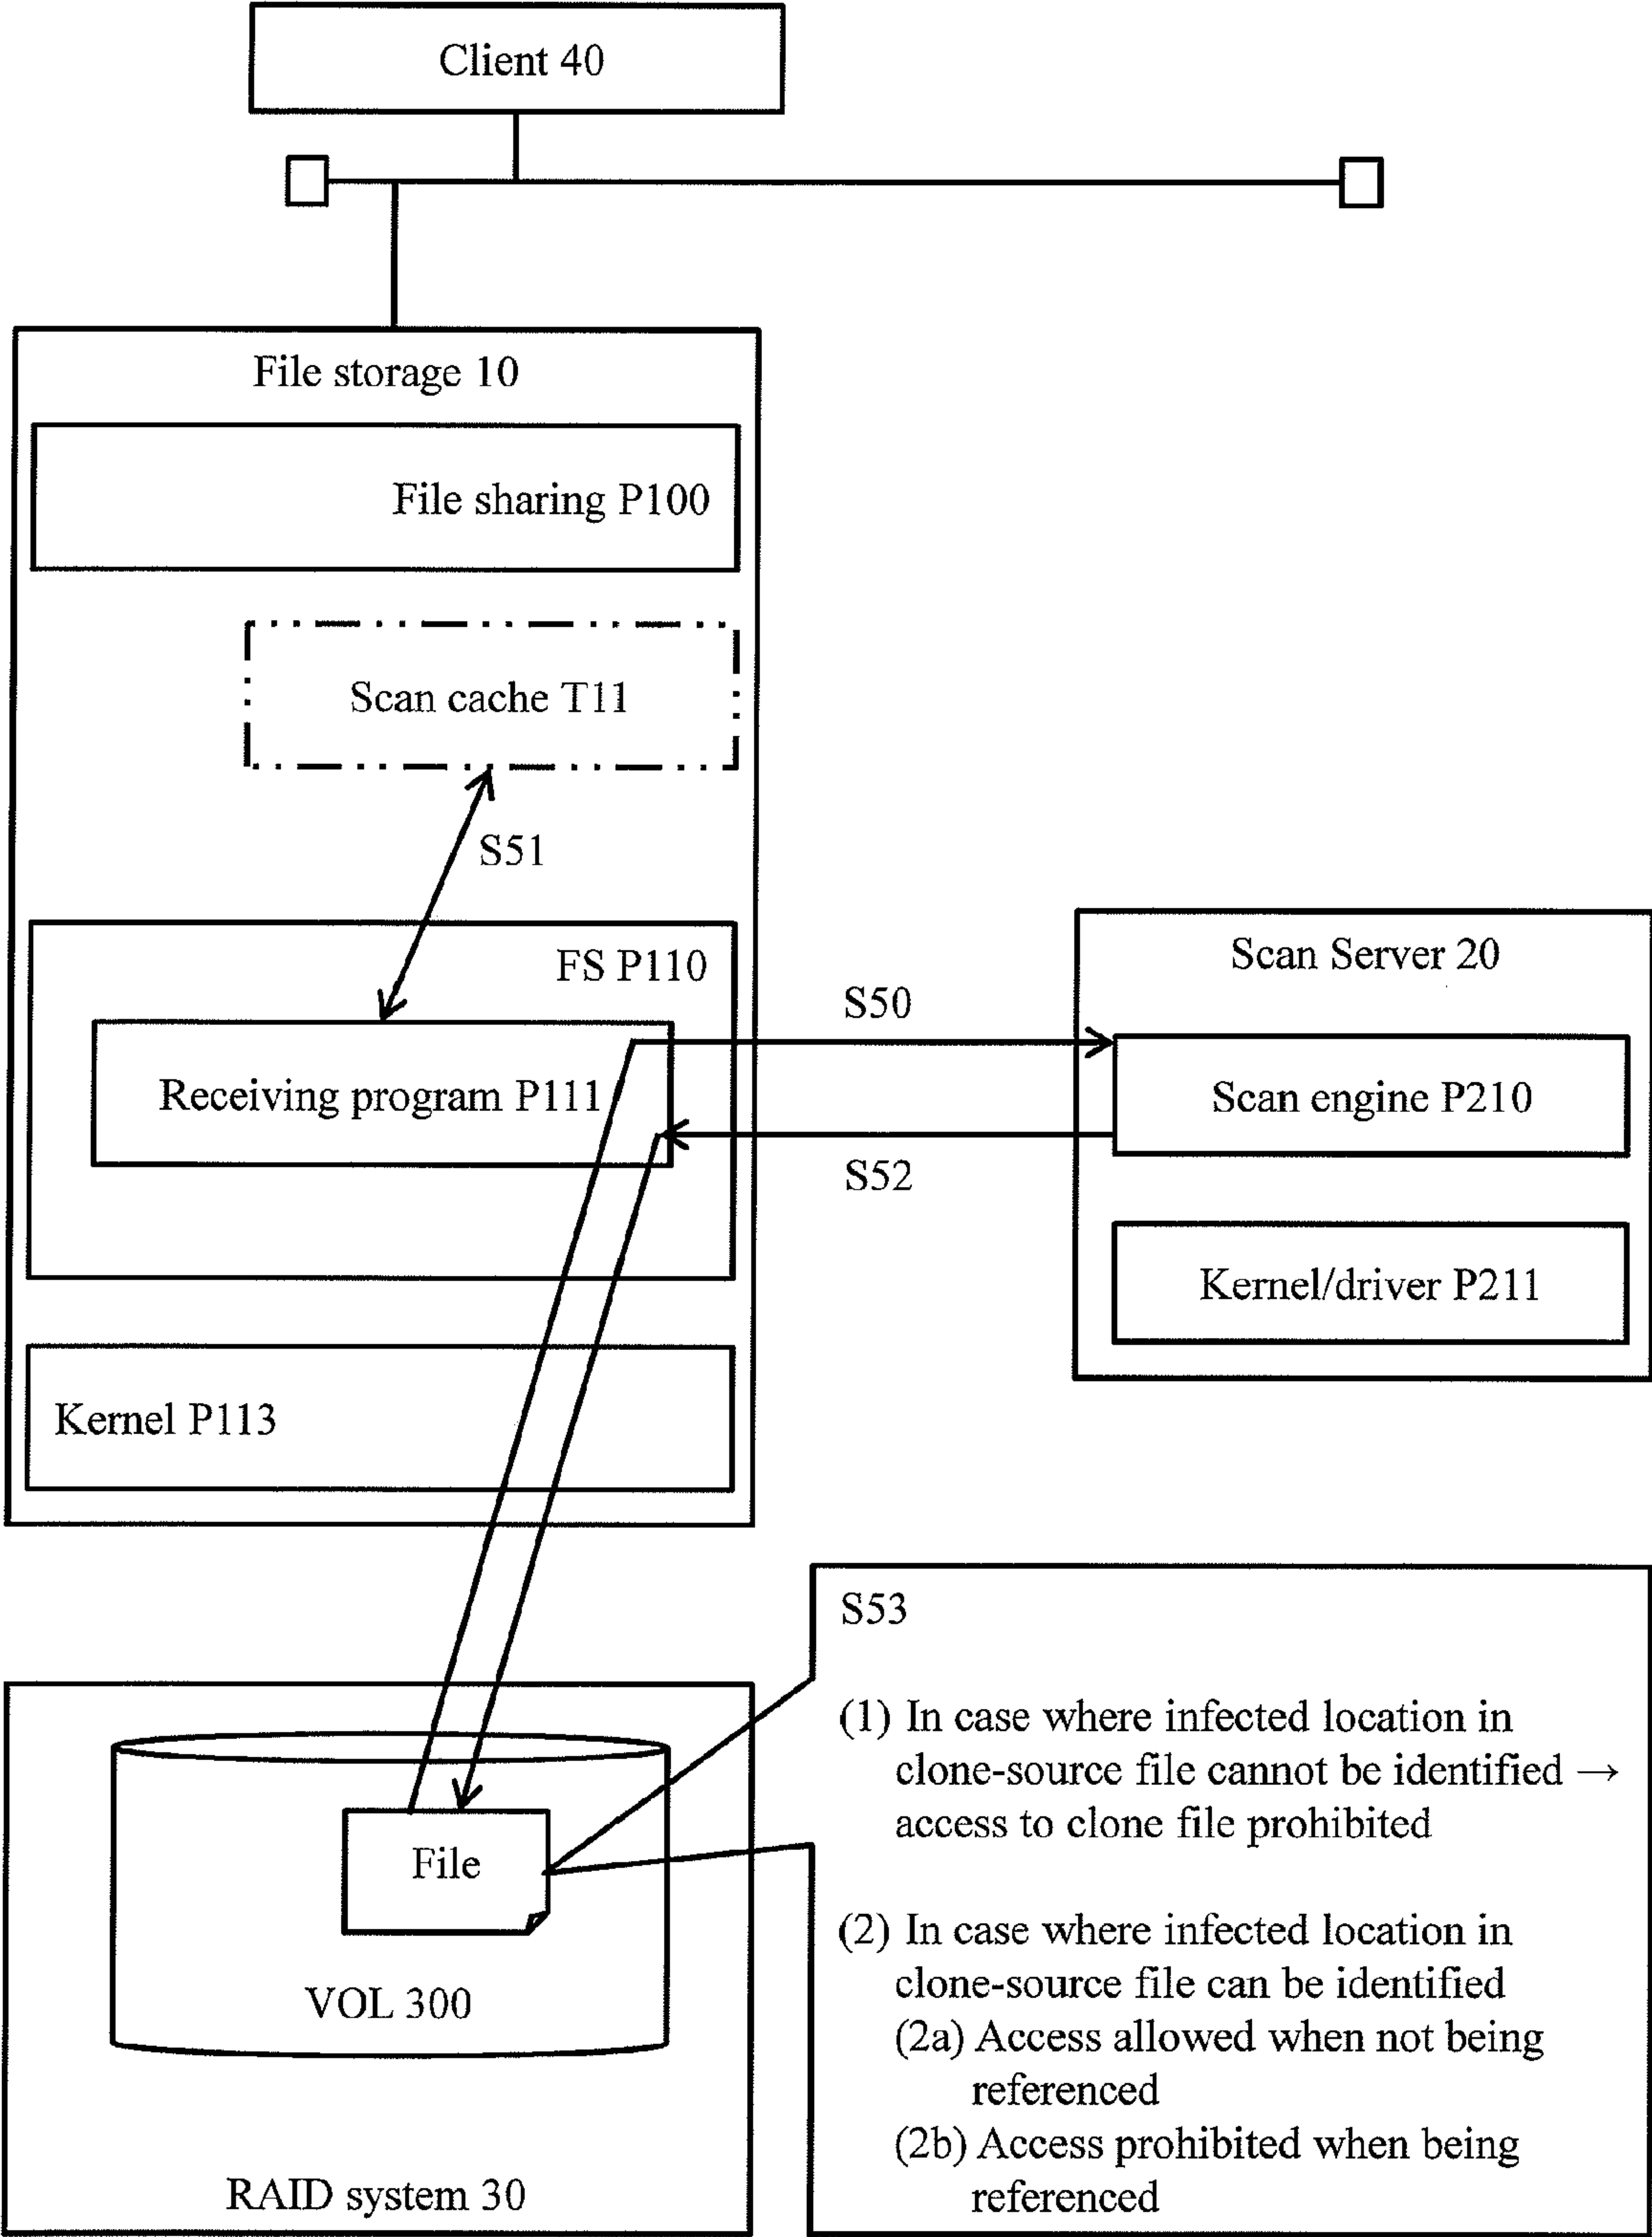 Client 40
File storage 10
File sharing P100
Scan cache T11
S51
FS P110
Receiving program P111
S50
S52
Scan Server 20
Scan engine P210
Kernel/driver P211
Kernel P113
File
VOL 300
RAID system 30
S53
(1) In case where infected location in
clone-source file cannot be identified →
access to clone file prohibited
(2) In case where infected location in
clone-source file can be identified
(2a) Access allowed when not being
referenced
(2b) Access prohibited when being
referenced